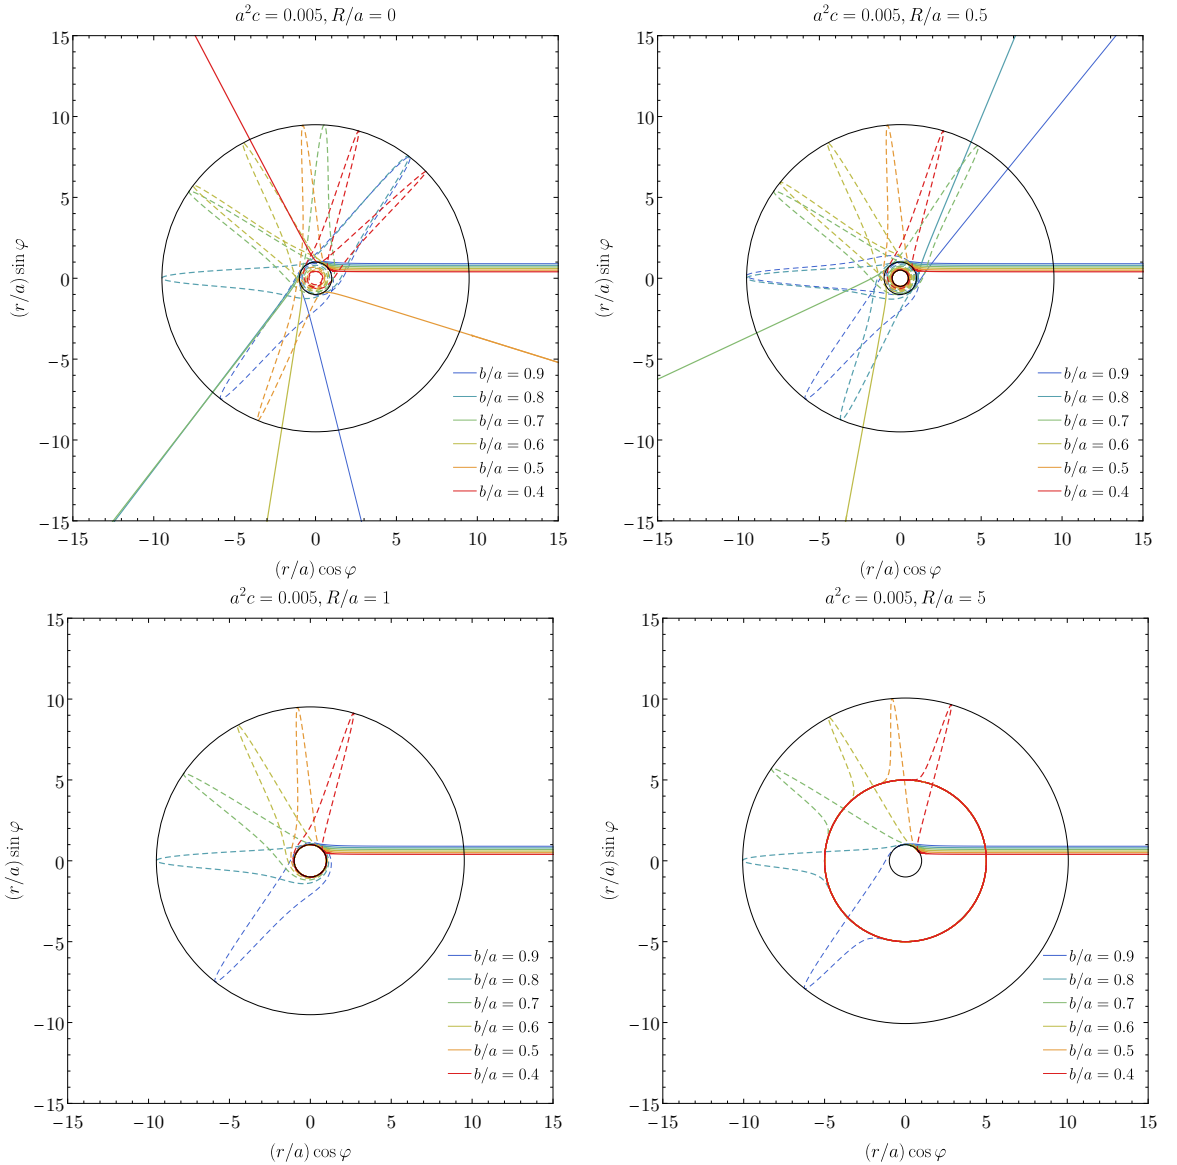 a²c = 0.005, R/a = 0
15
10
5
0
−5
−10
−15
−15
−10
−5
0
5
10
15
(r/a) sin φ
(r/a) cos φ
b/a = 0.9
b/a = 0.8
b/a = 0.7
b/a = 0.6
b/a = 0.5
b/a = 0.4
a²c = 0.005, R/a = 0.5
15
10
5
0
−5
−10
−15
−15
−10
−5
0
5
10
15
(r/a) sin φ
(r/a) cos φ
b/a = 0.9
b/a = 0.8
b/a = 0.7
b/a = 0.6
b/a = 0.5
b/a = 0.4
a²c = 0.005, R/a = 1
15
10
5
0
−5
−10
−15
−15
−10
−5
0
5
10
15
(r/a) sin φ
(r/a) cos φ
b/a = 0.9
b/a = 0.8
b/a = 0.7
b/a = 0.6
b/a = 0.5
b/a = 0.4
a²c = 0.005, R/a = 5
15
10
5
0
−5
−10
−15
−15
−10
−5
0
5
10
15
(r/a) sin φ
(r/a) cos φ
b/a = 0.9
b/a = 0.8
b/a = 0.7
b/a = 0.6
b/a = 0.5
b/a = 0.4